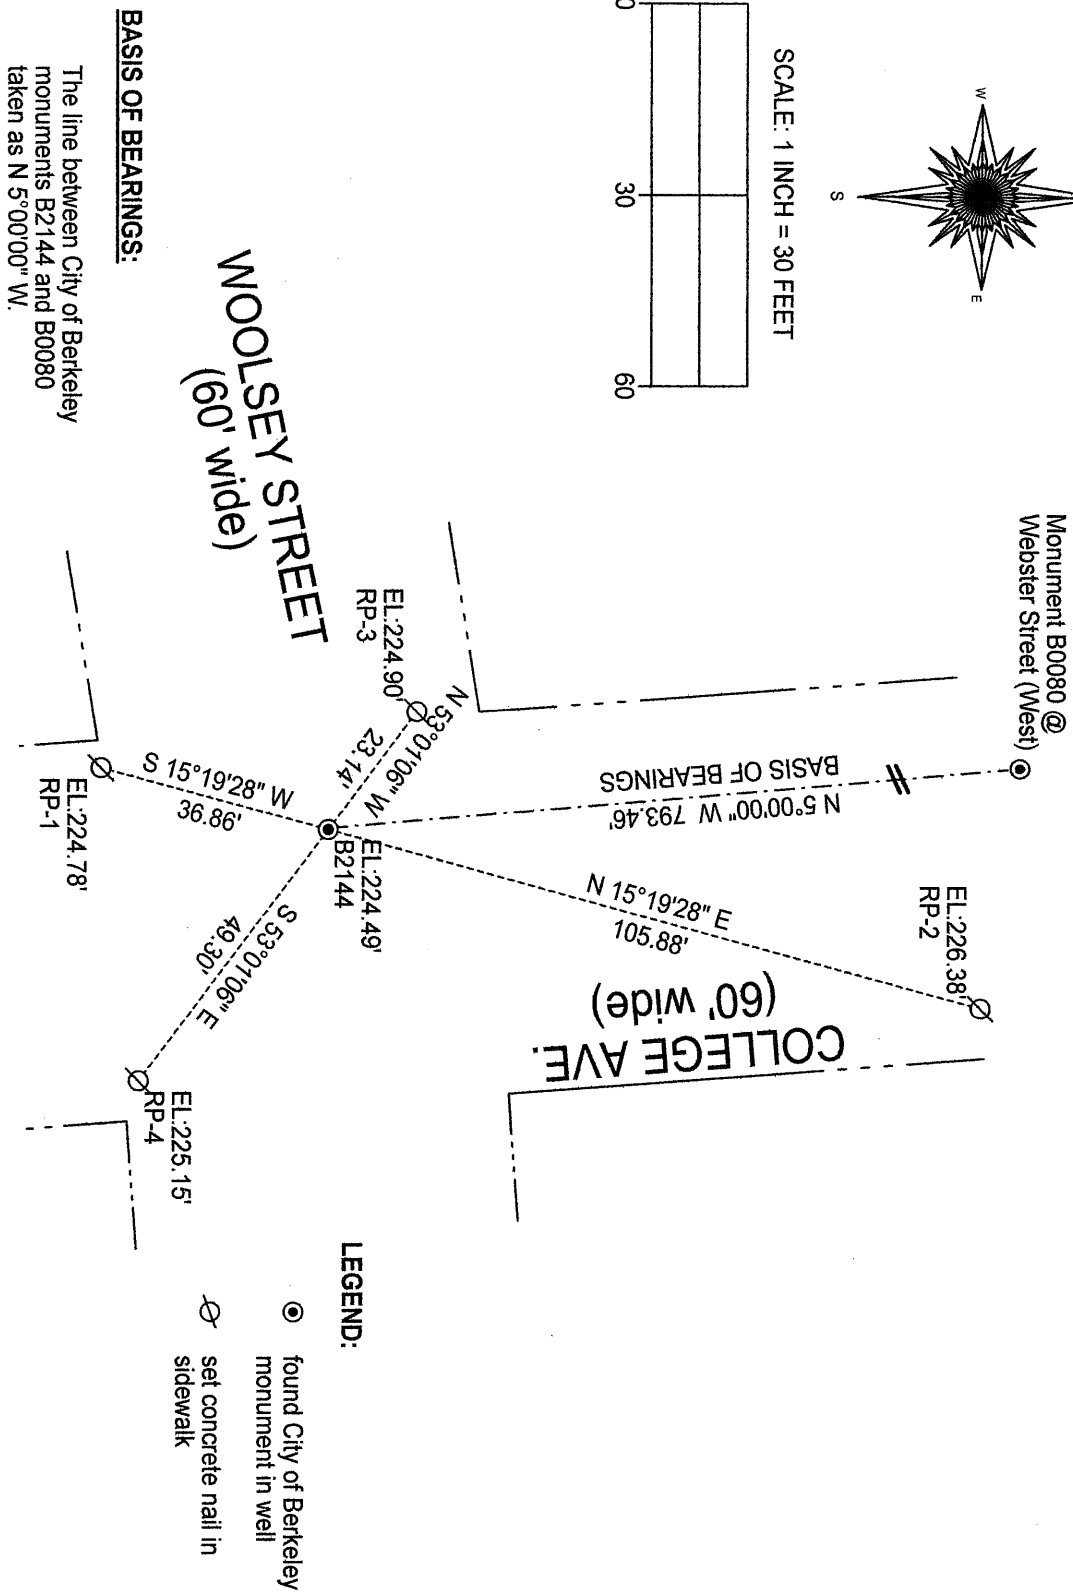 W
S
E
SCALE: 1 INCH = 30 FEET
0
30
60
Monument B0080 @
Webster Street (West)
BASIS OF BEARINGS
N 5°00'00" W  793.46'
EL:226.38'
RP-2
N 15°19'28" E
105.88'
COLLEGE AVE.
(60' wide)
WOOLSEY STREET
(60' wide)
EL:224.90'
RP-3
N 53°01'06" W
23.14'
EL:224.49'
B2144
S 15°19'28" W
36.86'
EL:224.78'
RP-1
S 53°01'06" E
49.30'
EL:225.15'
RP-4
BASIS OF BEARINGS:
The line between City of Berkeley
monuments B2144 and B0080
taken as N 5°00'00" W.
LEGEND:
found City of Berkeley
monument in well
set concrete nail in
sidewalk